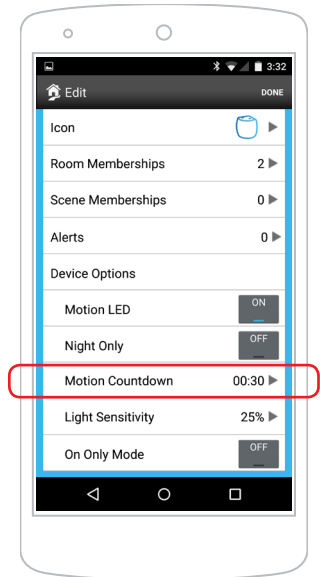 3:32
Edit DONE
Icon
Room Memberships 2
Scene Memberships 0
Alerts 0
Device Options
Motion LED ON
Night Only OFF
Motion Countdown 00:30
Light Sensitivity 25%
On Only Mode OFF